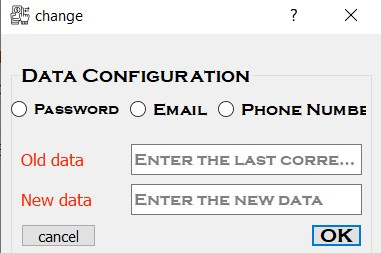 change ?
Data Configuration
Password Email Phone Numbe
Old data Enter the last corre...
New data Enter the new data
cancel OK